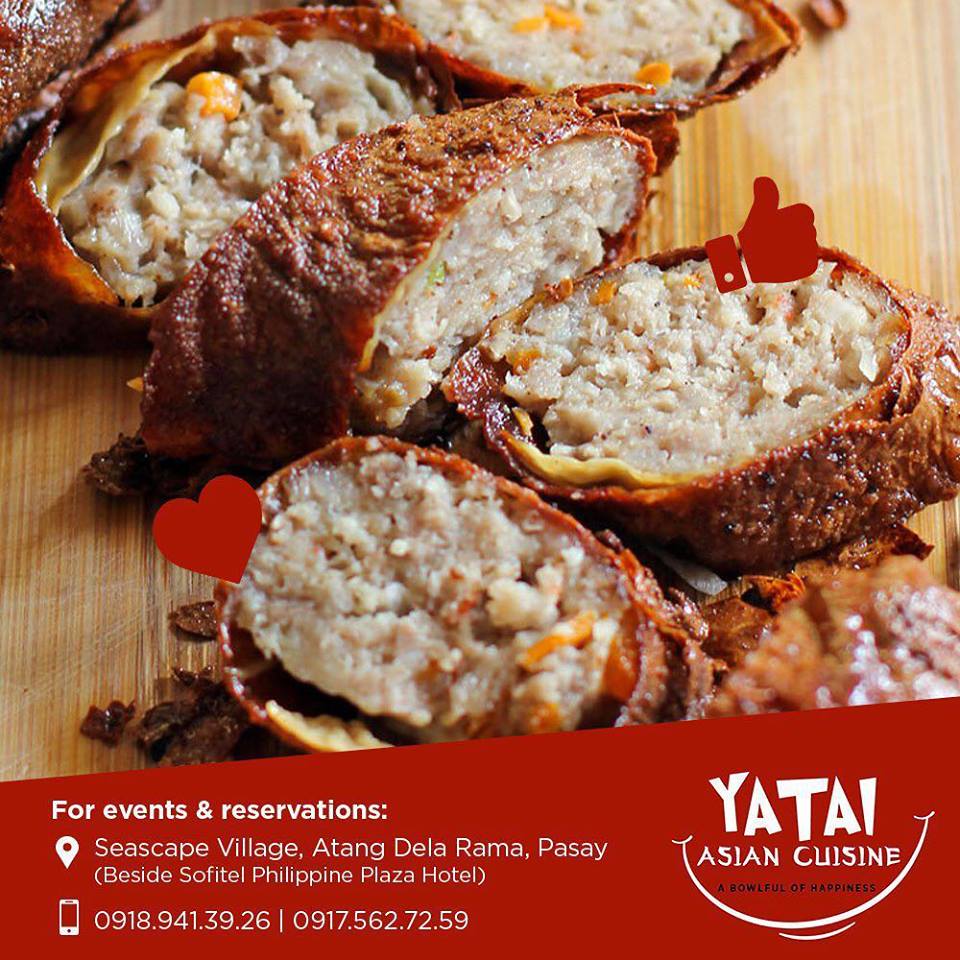 For events & reservations:
Seascape Village, Atang Dela Rama, Pasay
(Beside Sofitel Philippine Plaza Hotel)
0918.941.39.26 | 0917.562.72.59
YATAI
ASIAN CUISINE
A BOWLFUL OF HAPPINESS